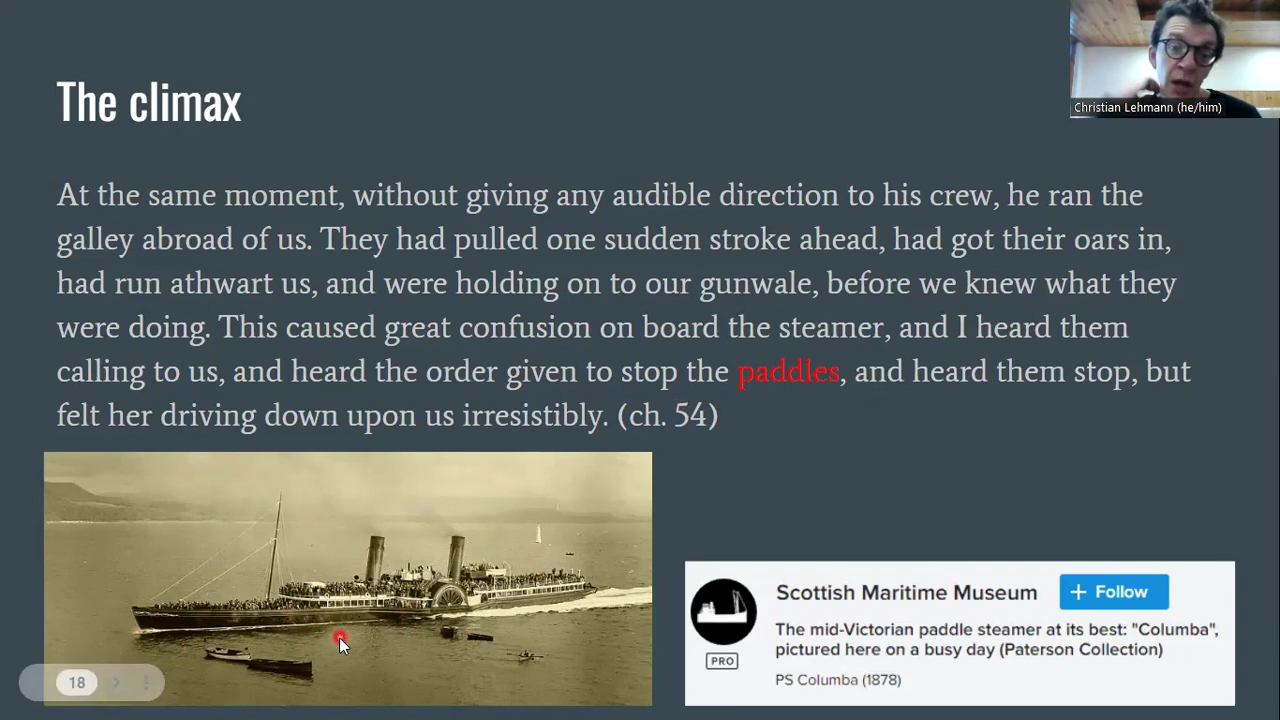 Christian Lehmann (he/him)
The climax
At the same moment, without giving any audible direction to his crew, he ran the
galley abroad of us. They had pulled one sudden stroke ahead, had got their oars in,
had run athwart us, and were holding on to our gunwale, before we knew what they
were doing. This caused great confusion on board the steamer, and I heard them
calling to us, and heard the order given to stop the paddles, and heard them stop, but
felt her driving down upon us irresistibly. (ch. 54)
Scottish Maritime Museum
+ Follow
The mid-Victorian paddle steamer at its best: "Columba",
pictured here on a busy day (Paterson Collection)
PRO
PS Columba (1878)
18